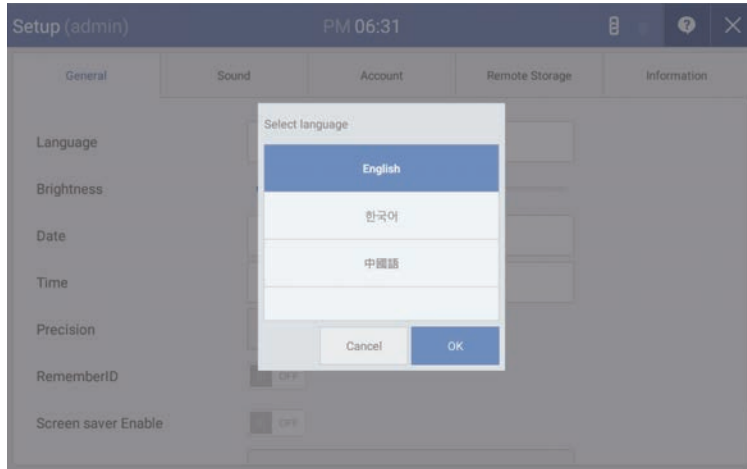 Setup (admin) PM 06:31
General Sound Account Remote Storage Information
Select language
Language
English
Brightness
한국어
Date
中國語
Time
Precision
Cancel OK
RememberID OFF
Screen saver Enable OFF